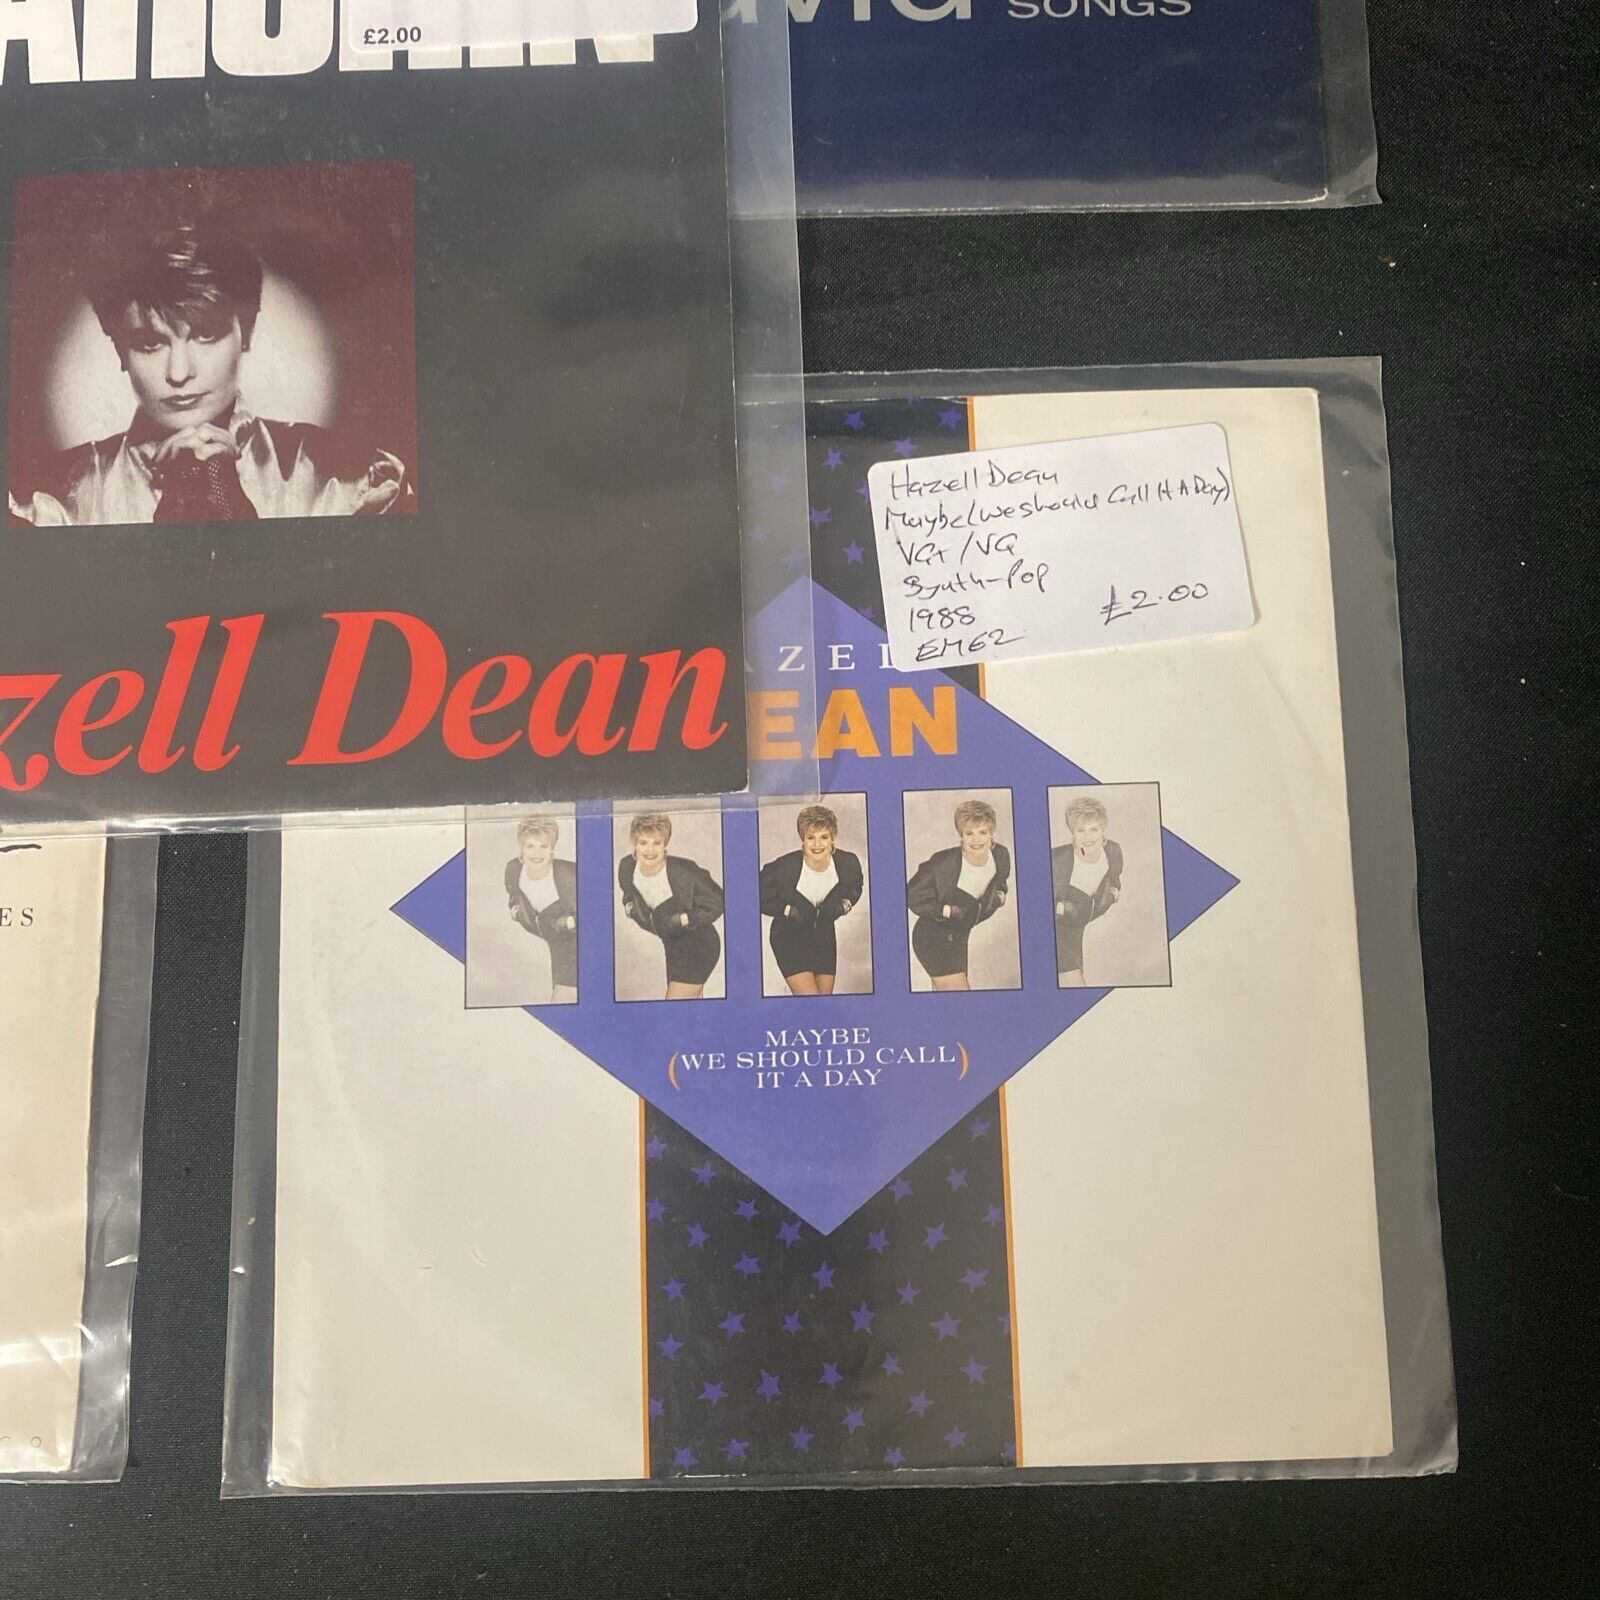 £2.00
SONGS
zell Dean
Hazell Dean
Maybe (we should Call It A Day)
VG+ / VG
Synth-Pop
1988
£2.00
EM62
ZEL
EAN
MAYBE
(WE SHOULD CALL)
IT A DAY
ES
C O